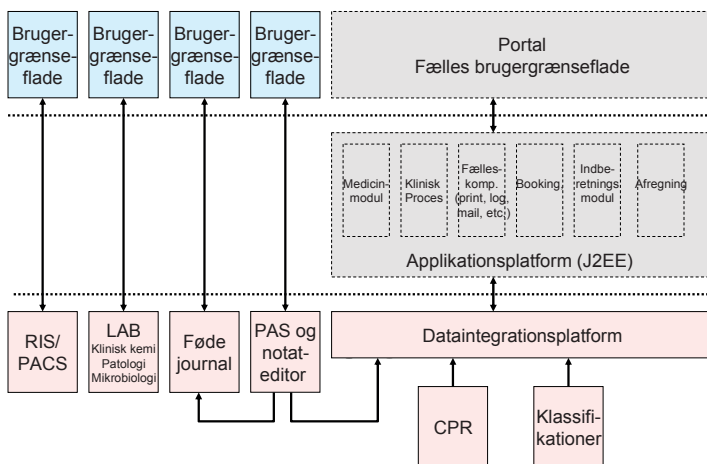 Bruger-
grænse-
flade
Bruger-
grænse-
flade
Bruger-
grænse-
flade
Bruger-
grænse-
flade
Portal
Fælles brugergrænseflade
Medicin-
modul
Klinisk
Proces
Fælles-
komp.
(print, log,
mail, etc.)
Booking
Indbe-
retnings
modul
Afregning
Applikationsplatform (J2EE)
RIS/
PACS
LAB
Klinisk kemi
Patologi
Mikrobiologi
Føde
journal
PAS og
notat-
editor
Dataintegrationsplatform
CPR
Klassifi-
kationer